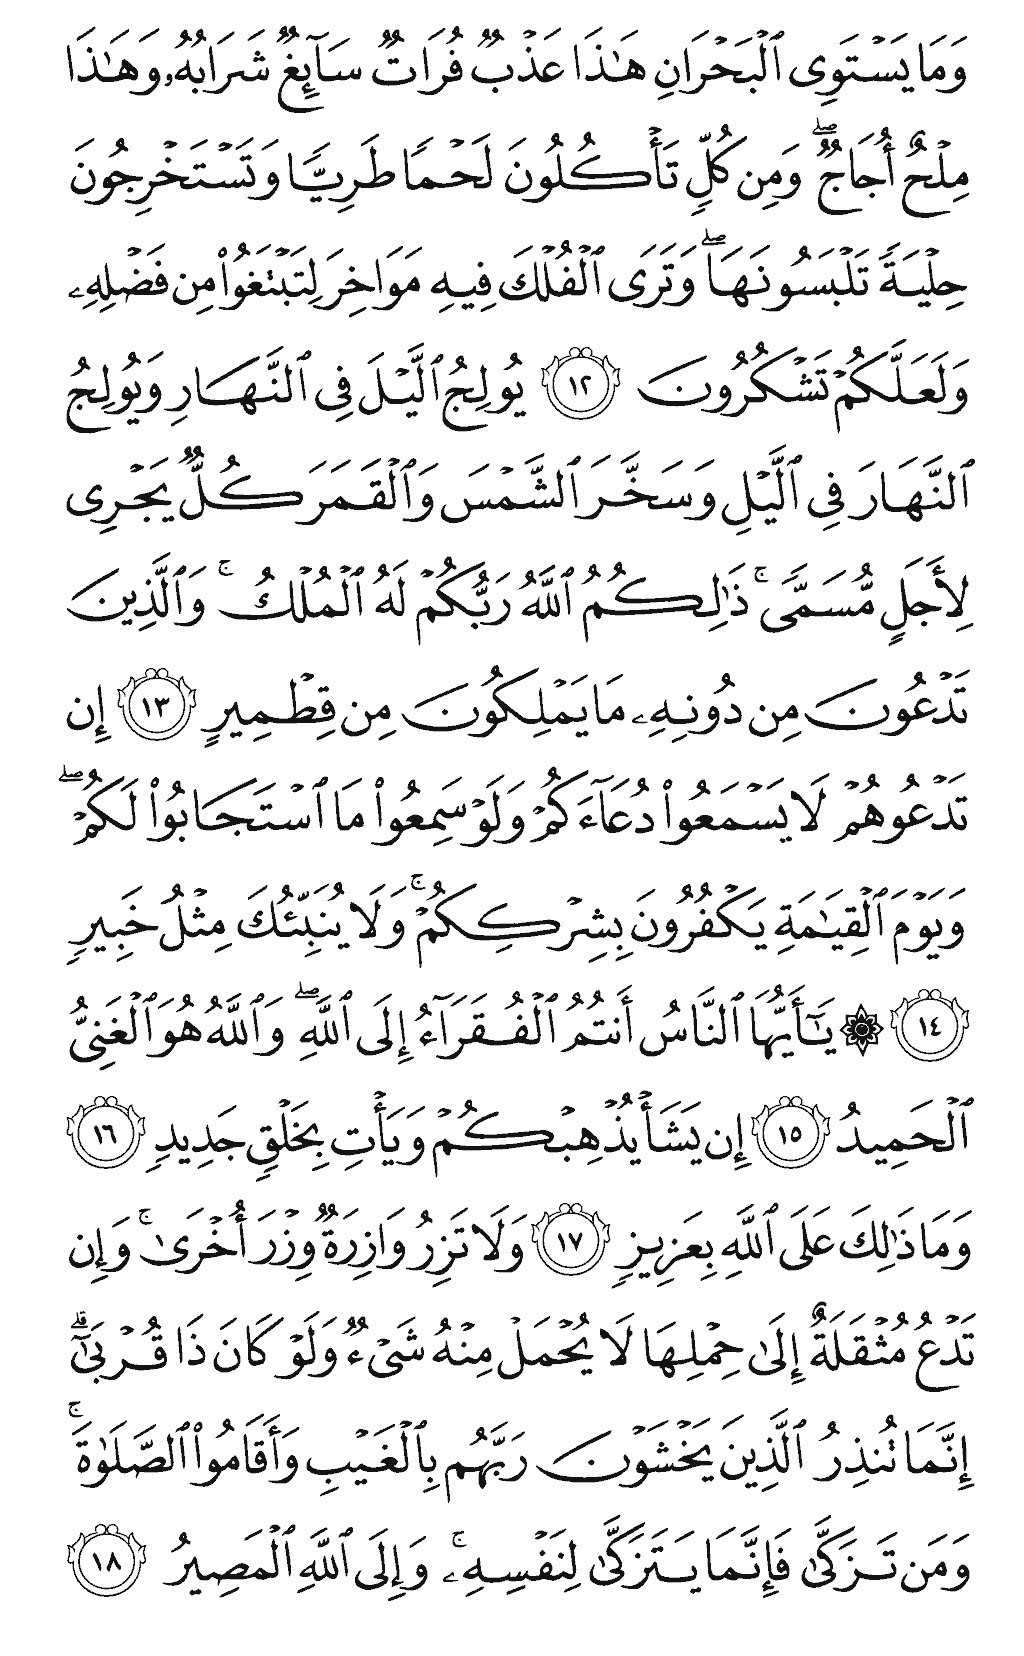 وَمَا يَسۡتَوِي ٱلۡبَحۡرَانِ هَٰذَا عَذۡبٞ فُرَاتٞ سَآئِغٞ شَرَابُهُۥ وَهَٰذَا
مِلۡحٌ أُجَاجٞۖ وَمِن كُلّٖ تَأۡكُلُونَ لَحۡمٗا طَرِيّٗا وَتَسۡتَخۡرِجُونَ
حِلۡيَةٗ تَلۡبَسُونَهَاۖ وَتَرَى ٱلۡفُلۡكَ فِيهِ مَوَاخِرَ لِتَبۡتَغُواْ مِن فَضۡلِهِۦ
وَلَعَلَّكُمۡ تَشۡكُرُونَ ١٢ يُولِجُ ٱلَّيۡلَ فِي ٱلنَّهَارِ وَيُولِجُ
ٱلنَّهَارَ فِي ٱلَّيۡلِ وَسَخَّرَ ٱلشَّمۡسَ وَٱلۡقَمَرَ كُلّٞ يَجۡرِي
لِأَجَلٖ مُّسَمّٗىۚ ذَٰلِكُمُ ٱللَّهُ رَبُّكُمۡ لَهُ ٱلۡمُلۡكُۚ وَٱلَّذِينَ
تَدۡعُونَ مِن دُونِهِۦ مَا يَمۡلِكُونَ مِن قِطۡمِيرٍ ١٣ إِن
تَدۡعُوهُمۡ لَا يَسۡمَعُواْ دُعَآءَكُمۡ وَلَوۡ سَمِعُواْ مَا ٱسۡتَجَابُواْ لَكُمۡۖ
وَيَوۡمَ ٱلۡقِيَٰمَةِ يَكۡفُرُونَ بِشِرۡكِكُمۡۚ وَلَا يُنَبِّئُكَ مِثۡلُ خَبِيرٖ
١٤ ۞ يَٰٓأَيُّهَا ٱلنَّاسُ أَنتُمُ ٱلۡفُقَرَآءُ إِلَى ٱللَّهِۖ وَٱللَّهُ هُوَ ٱلۡغَنِيُّ
ٱلۡحَمِيدُ ١٥ إِن يَشَأۡ يُذۡهِبۡكُمۡ وَيَأۡتِ بِخَلۡقٖ جَدِيدٖ ١٦
وَمَا ذَٰلِكَ عَلَى ٱللَّهِ بِعَزِيزٖ ١٧ وَلَا تَزِرُ وَازِرَةٞ وِزۡرَ أُخۡرَىٰۚ وَإِن
تَدۡعُ مُثۡقَلَةٌ إِلَىٰ حِمۡلِهَا لَا يُحۡمَلۡ مِنۡهُ شَيۡءٞ وَلَوۡ كَانَ ذَا قُرۡبَىٰٓۗ
إِنَّمَا تُنذِرُ ٱلَّذِينَ يَخۡشَوۡنَ رَبَّهُم بِٱلۡغَيۡبِ وَأَقَامُواْ ٱلصَّلَوٰةَۚ
وَمَن تَزَكَّىٰ فَإِنَّمَا يَتَزَكَّىٰ لِنَفۡسِهِۦۚ وَإِلَى ٱللَّهِ ٱلۡمَصِيرُ ١٨